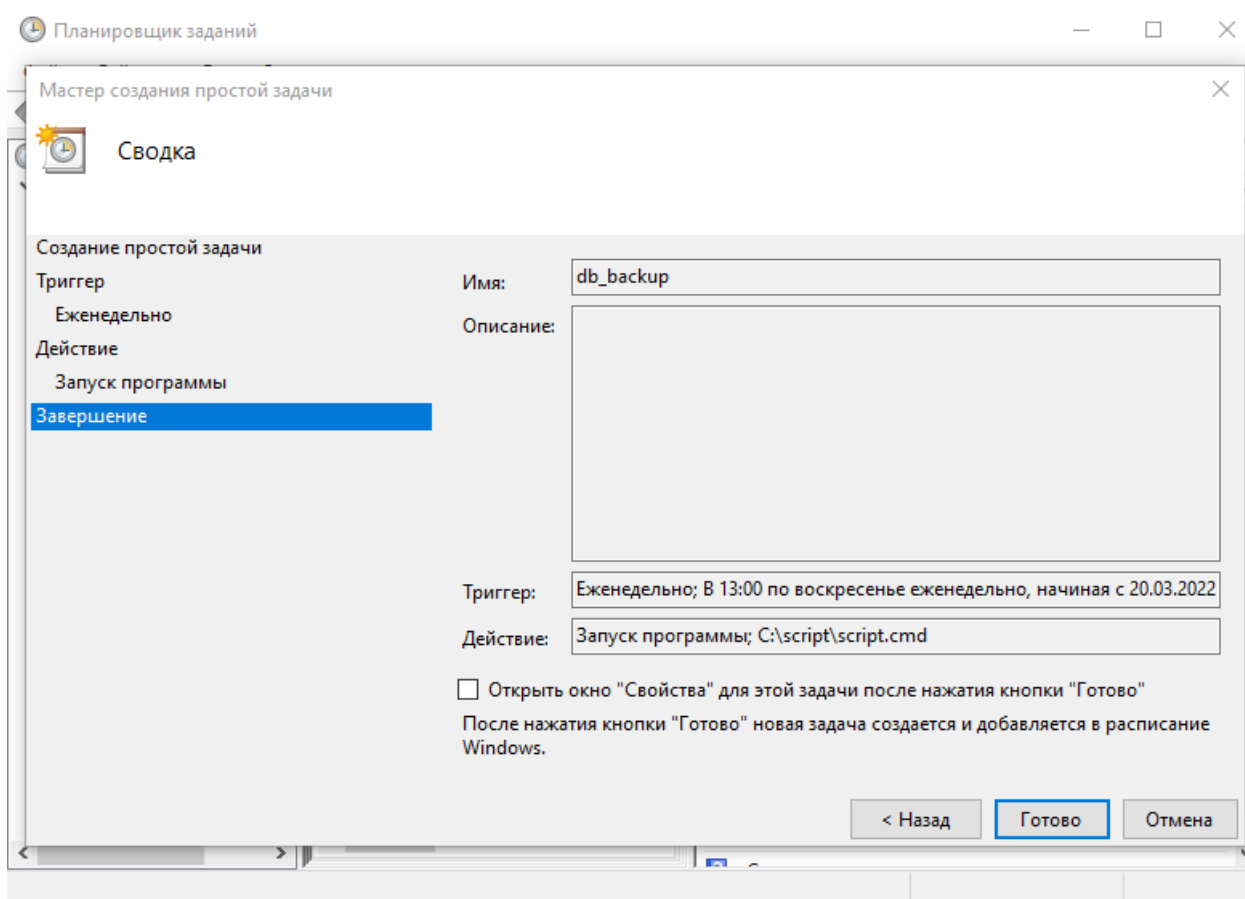 Планировщик заданий
Мастер создания простой задачи
Сводка
Создание простой задачи
Триггер
Еженедельно
Действие
Запуск программы
Завершение
Имя:
db_backup
Описание:
Триггер:
Еженедельно; В 13:00 по воскресенье еженедельно, начиная с 20.03.2022
Действие:
Запуск программы; C:\script\script.cmd
Открыть окно "Свойства" для этой задачи после нажатия кнопки "Готово"
После нажатия кнопки "Готово" новая задача создается и добавляется в расписание
Windows.
< Назад
Готово
Отмена